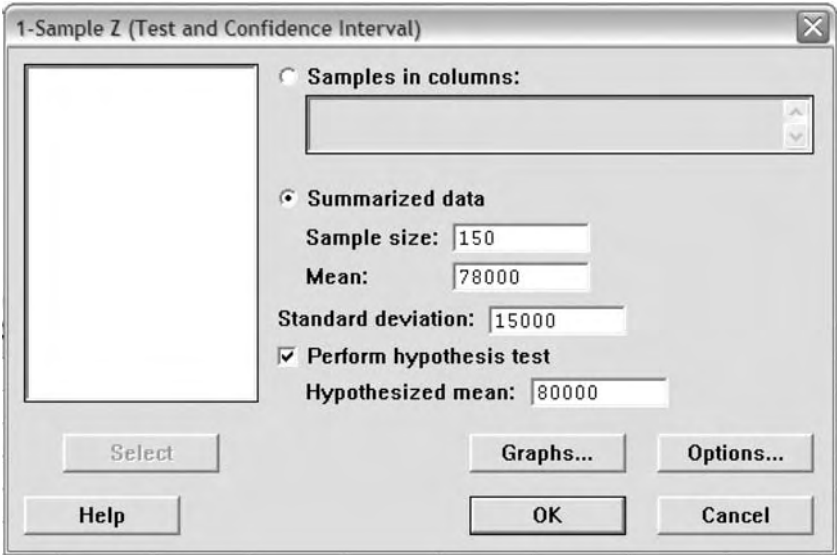 1-Sample Z (Test and Confidence Interval)
Samples in columns:
Summarized data
Sample size: 150
Mean: 78000
Standard deviation: 15000
Perform hypothesis test
Hypothesized mean: 80000
Select
Graphs...
Options...
Help
OK
Cancel